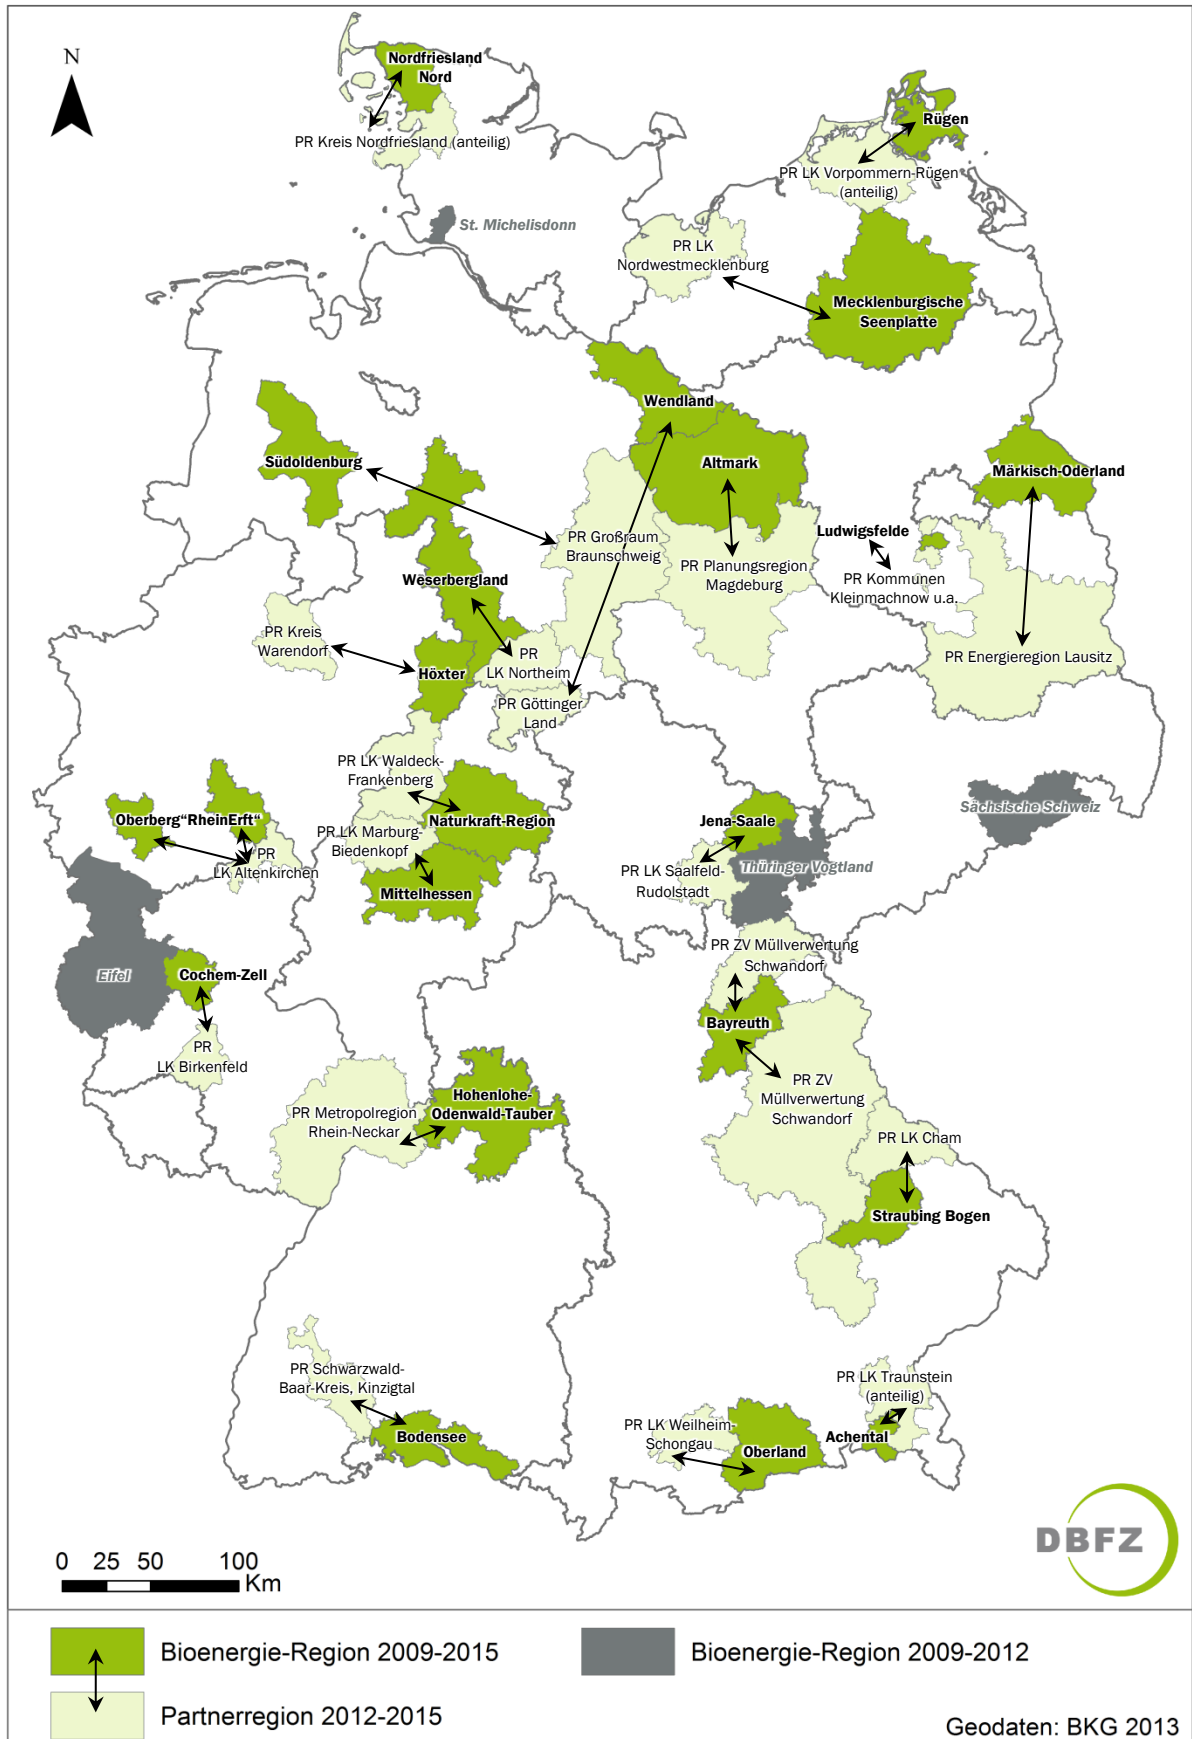 N
Nordfriesland
Nord
PR Kreis Nordfriesland (anteilig)
Rügen
PR LK Vorpommern-Rügen
(anteilig)
St. Michelisdonn
PR LK
Nordwestmecklenburg
Mecklenburgische
Seenplatte
Wendland
Südoldenburg
Altmark
Märkisch-Oderland
PR Großraum
Braunschweig
PR Planungsregion
Magdeburg
Ludwigsfelde
PR Kommunen
Kleinmachnow u.a.
Weserbergland
PR Kreis
Warendorf
Höxter
PR
LK Northeim
PR Energieregion Lausitz
PR Göttinger
Land
PR LK Waldeck-
Frankenberg
Naturkraft-Region
Oberberg
"RheinErft"
PR
LK Altenkirchen
PR LK Marburg-
Biedenkopf
Mittelhessen
Jena-Saale
Sächsische Schweiz
PR LK Saalfeld-
Rudolstadt
Thüringer Vogtland
PR ZV Müllverwertung
Schwandorf
Eifel
Cochem-Zell
PR
LK Birkenfeld
Bayreuth
PR ZV
Müllverwertung
Schwandorf
Hohenlohe-
Odenwald-Tauber
PR Metropolregion
Rhein-Neckar
PR LK Cham
Straubing Bogen
PR Schwarzwald-
Baar-Kreis, Kinzigtal
Bodensee
PR LK Weilheim-
Schongau
Oberland
PR LK Traunstein
(anteilig)
Achental
DBFZ
0 25 50 100
Km
Bioenergie-Region 2009-2015
Bioenergie-Region 2009-2012
Partnerregion 2012-2015
Geodaten: BKG 2013